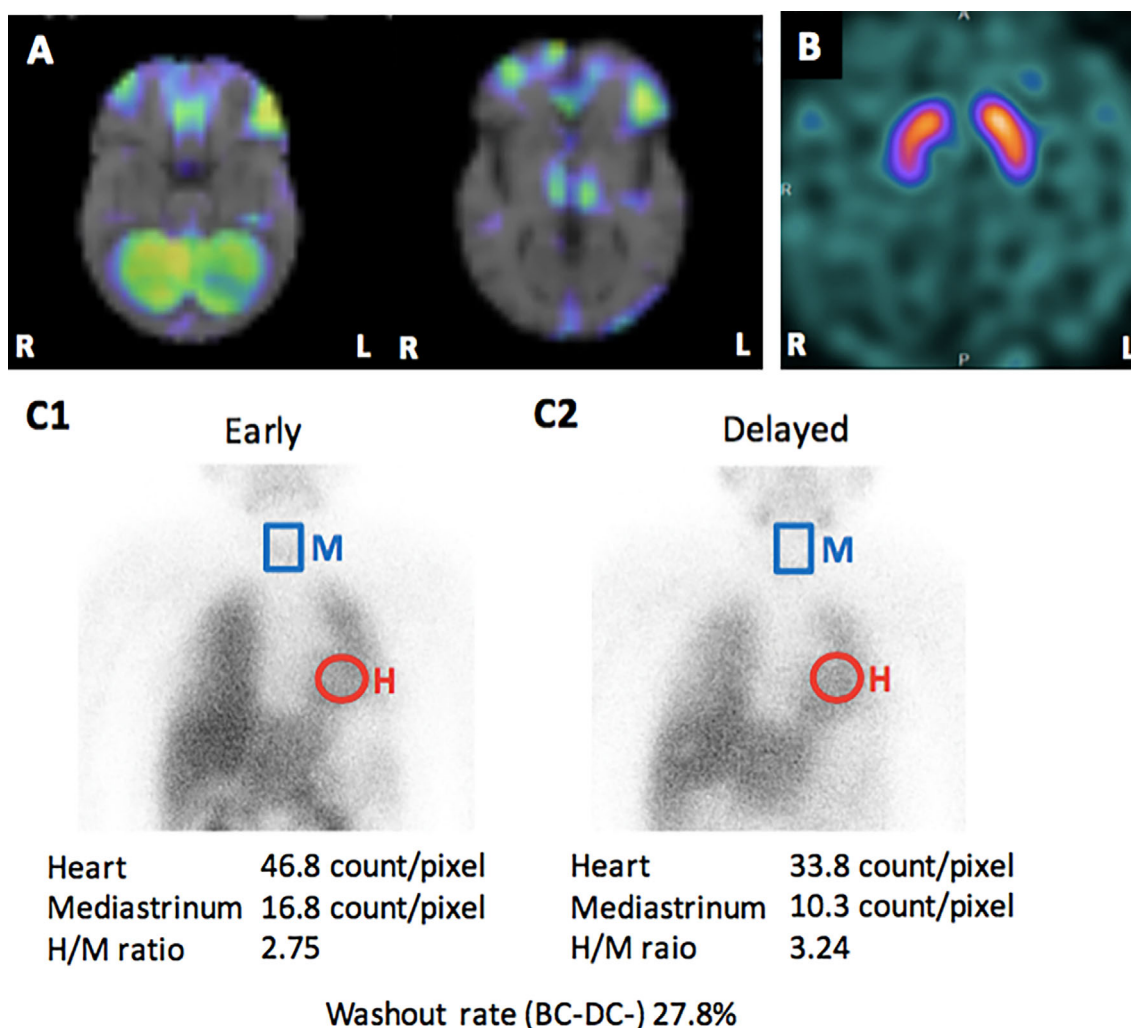 A
B
A
R
R
L
R
L
R
L
P
C1
Early
C2
Delayed
M
M
H
H
Heart 46.8 count/pixel
Mediastrinum 16.8 count/pixel
H/M ratio 2.75
Heart 33.8 count/pixel
Mediastrinum 10.3 count/pixel
H/M raio 3.24
Washout rate (BC-DC-) 27.8%